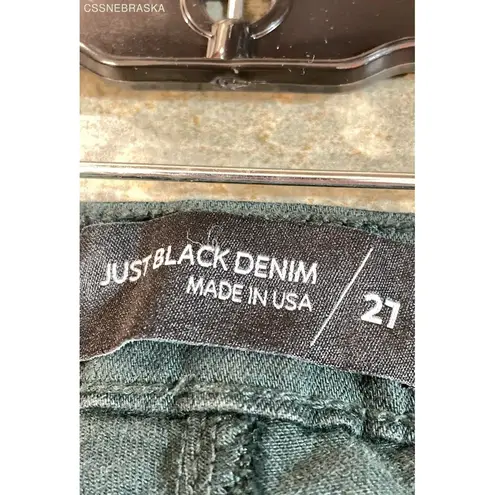 CSSNEBRASKA
JUST BLACK DENIM
MADE IN USA
27